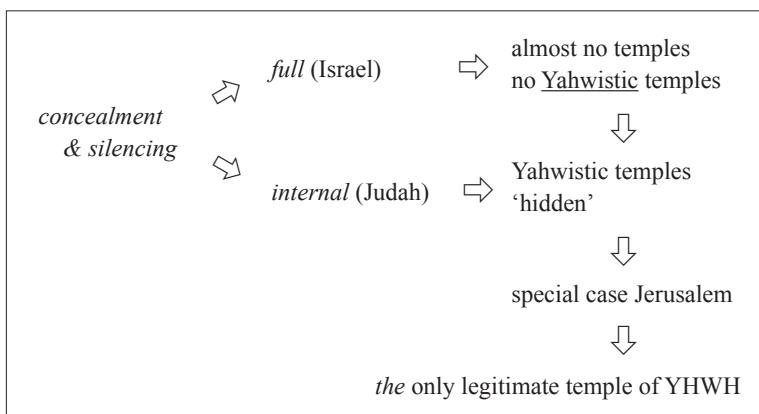 full (Israel)
almost no temples
no Yahwistic temples
concealment
& silencing
internal (Judah)
Yahwistic temples
‘hidden’
special case Jerusalem
the only legitimate temple of YHWH